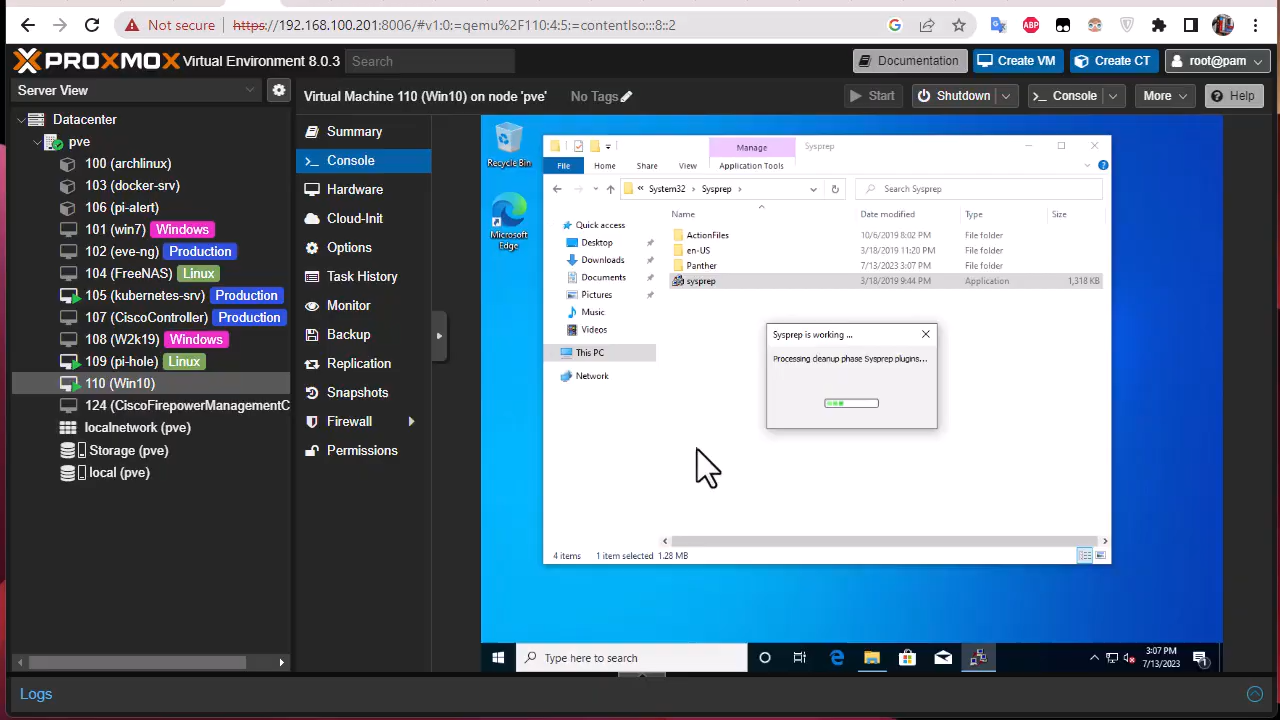 Not secure https://192.168.100.201:8006/#v1:0:=qemu%2F110:4:5:=contentIso:::8::2
ABP
PROXMOX Virtual Environment 8.0.3 Search Documentation Create VM Create CT root@pam
Server View
Virtual Machine 110 (Win10) on node 'pve' No Tags Start Shutdown Console More Help
Datacenter
pve
100 (archlinux)
103 (docker-srv)
106 (pi-alert)
101 (win7) Windows
102 (eve-ng) Production
104 (FreeNAS) Linux
105 (kubernetes-srv) Production
107 (CiscoController) Production
108 (W2k19) Windows
109 (pi-hole) Linux
110 (Win10)
124 (CiscoFirepowerManagementC
localnetwork (pve)
Storage (pve)
local (pve)
Summary
Console
Hardware
Cloud-Init
Options
Task History
Monitor
Backup
Replication
Snapshots
Firewall
Permissions
Recycle Bin
Microsoft
Edge
Manage Sysprep
File Home Share View Application Tools
System32 Sysprep Search Sysprep
Quick access
Desktop
Downloads
Documents
Pictures
Music
Videos
This PC
Network
Name Date modified Type Size
ActionFiles 10/6/2019 8:02 PM File folder
en-US 3/18/2019 11:20 PM File folder
Panther 7/13/2023 3:07 PM File folder
sysprep 3/18/2019 9:44 PM Application 1,318 KB
Sysprep is working ...
Processing cleanup phase Sysprep plugins...
4 items 1 item selected 1.28 MB
Type here to search
3:07 PM
7/13/2023
1
Logs